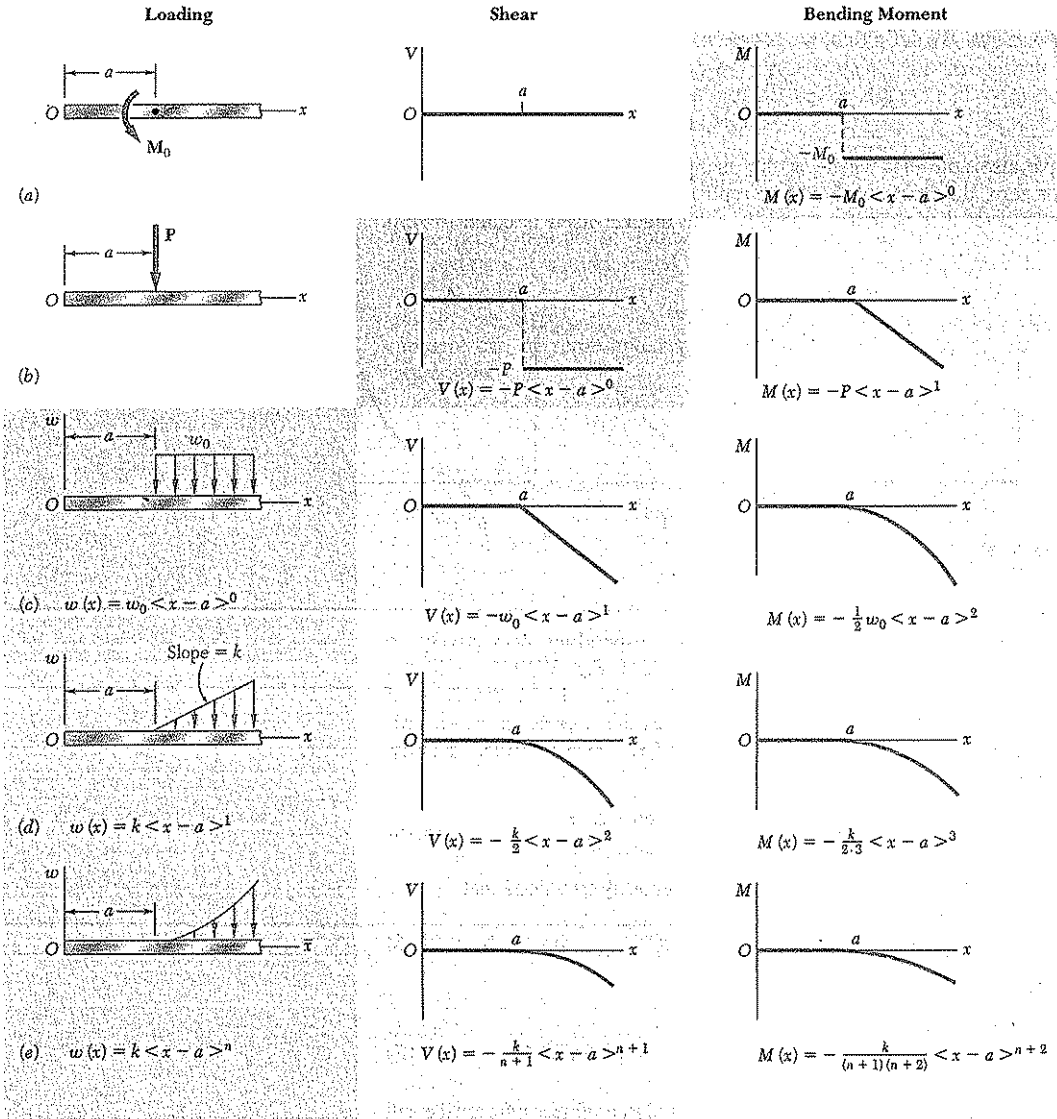 Loading Shear Bending Moment
a
O x
M₀
(a)
V
a
O x
M
a
O x
−M₀
M (x) = −M₀ <x − a>⁰
P
a
O x
(b)
V
a
O x
−P
V (x) = −P <x − a>⁰
M
a
O x
M (x) = −P <x − a>¹
w
a w₀
O x
(c) w (x) = w₀ <x − a>⁰
V
a
O x
V (x) = −w₀ <x − a>¹
M
a
O x
M (x) = − 1/2 w₀ <x − a>²
w Slope = k
a
O x
(d) w (x) = k <x − a>¹
V
a
O x
V (x) = − k/2 <x − a>²
M
a
O x
M (x) = − k/2·3 <x − a>³
w
a
O x
(e) w (x) = k <x − a>ⁿ
V
a
O x
V (x) = − k/n + 1 <x − a>ⁿ ⁺ ¹
M
a
O x
M (x) = − k/(n + 1) (n + 2) <x − a>ⁿ ⁺ ²